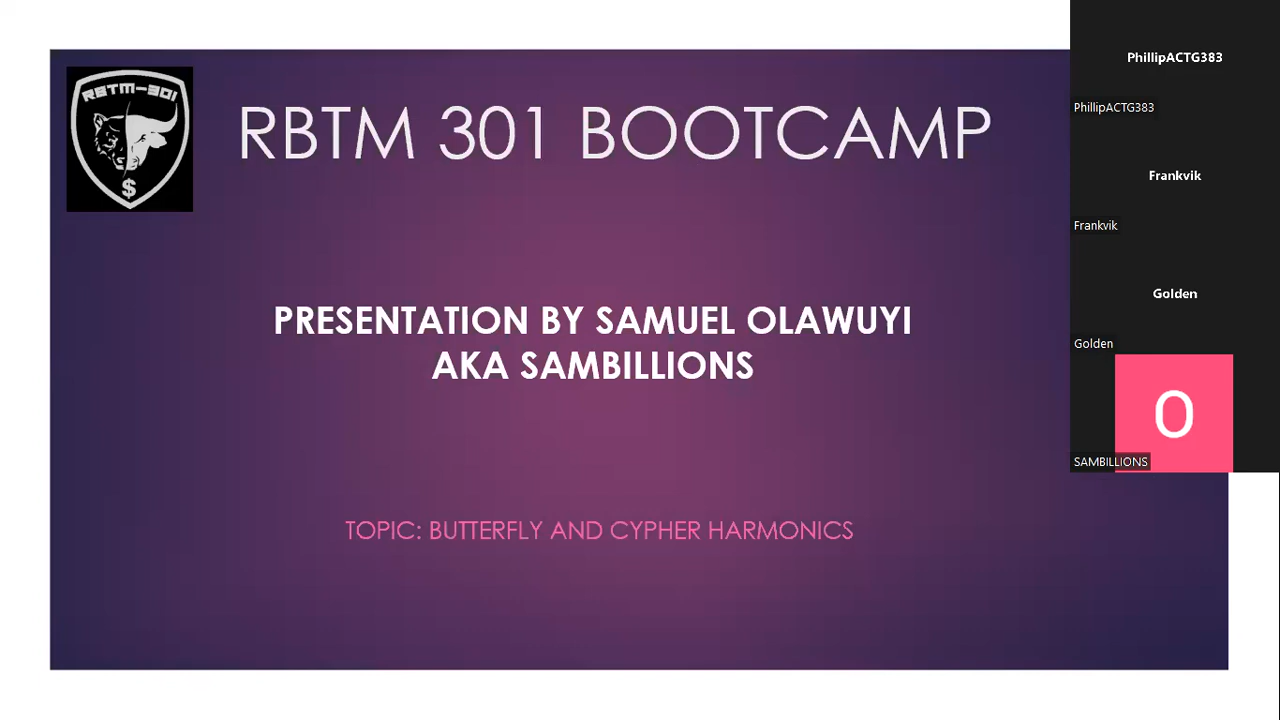 RBTM-301
$
RBTM 301 BOOTCAMP
PRESENTATION BY SAMUEL OLAWUYI
AKA SAMBILLIONS
TOPIC: BUTTERFLY AND CYPHER HARMONICS
PhillipACTG383
PhillipACTG383
Frankvik
Frankvik
Golden
Golden
O
SAMBILLIONS